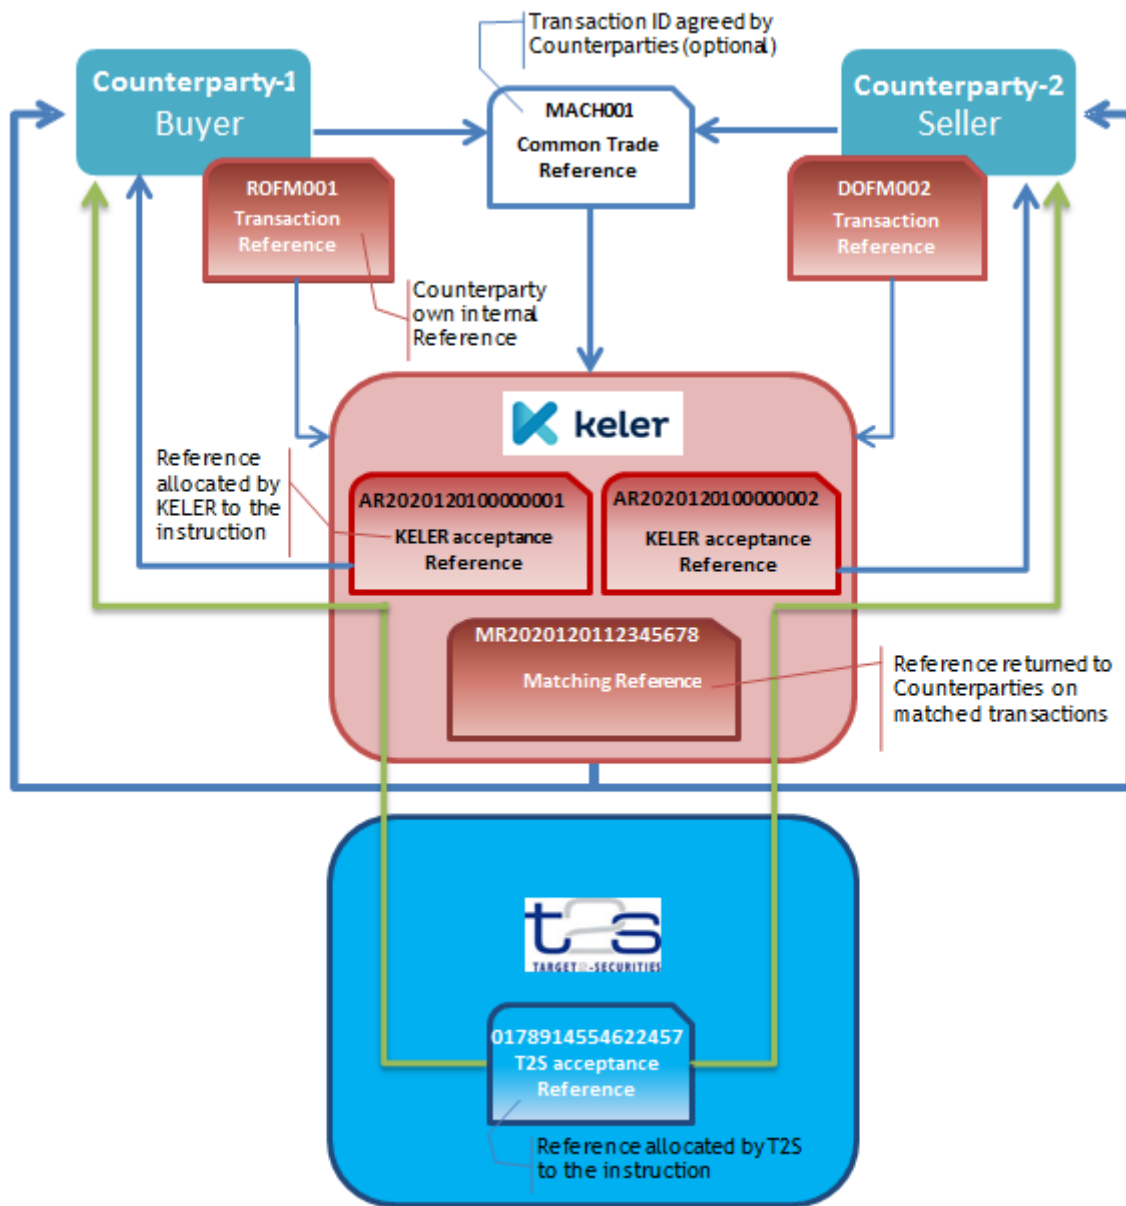 Transaction ID agreed by
Counterparties (optional)
Counterparty-1
Buyer
MACH001
Common Trade
Reference
Counterparty-2
Seller
ROFM001
Transaction
Reference
DOFM002
Transaction
Reference
Counterparty
own internal
Reference
keler
Reference
allocated by
KELER to the
instruction
AR2020120100000001
KELER acceptance
Reference
AR2020120100000002
KELER acceptance
Reference
MR2020120112345678
Matching Reference
Reference returned to
Counterparties on
matched transactions
t2s
TARGET2-SECURITIES
0178914554622457
T2S acceptance
Reference
Reference allocated by T2S
to the instruction